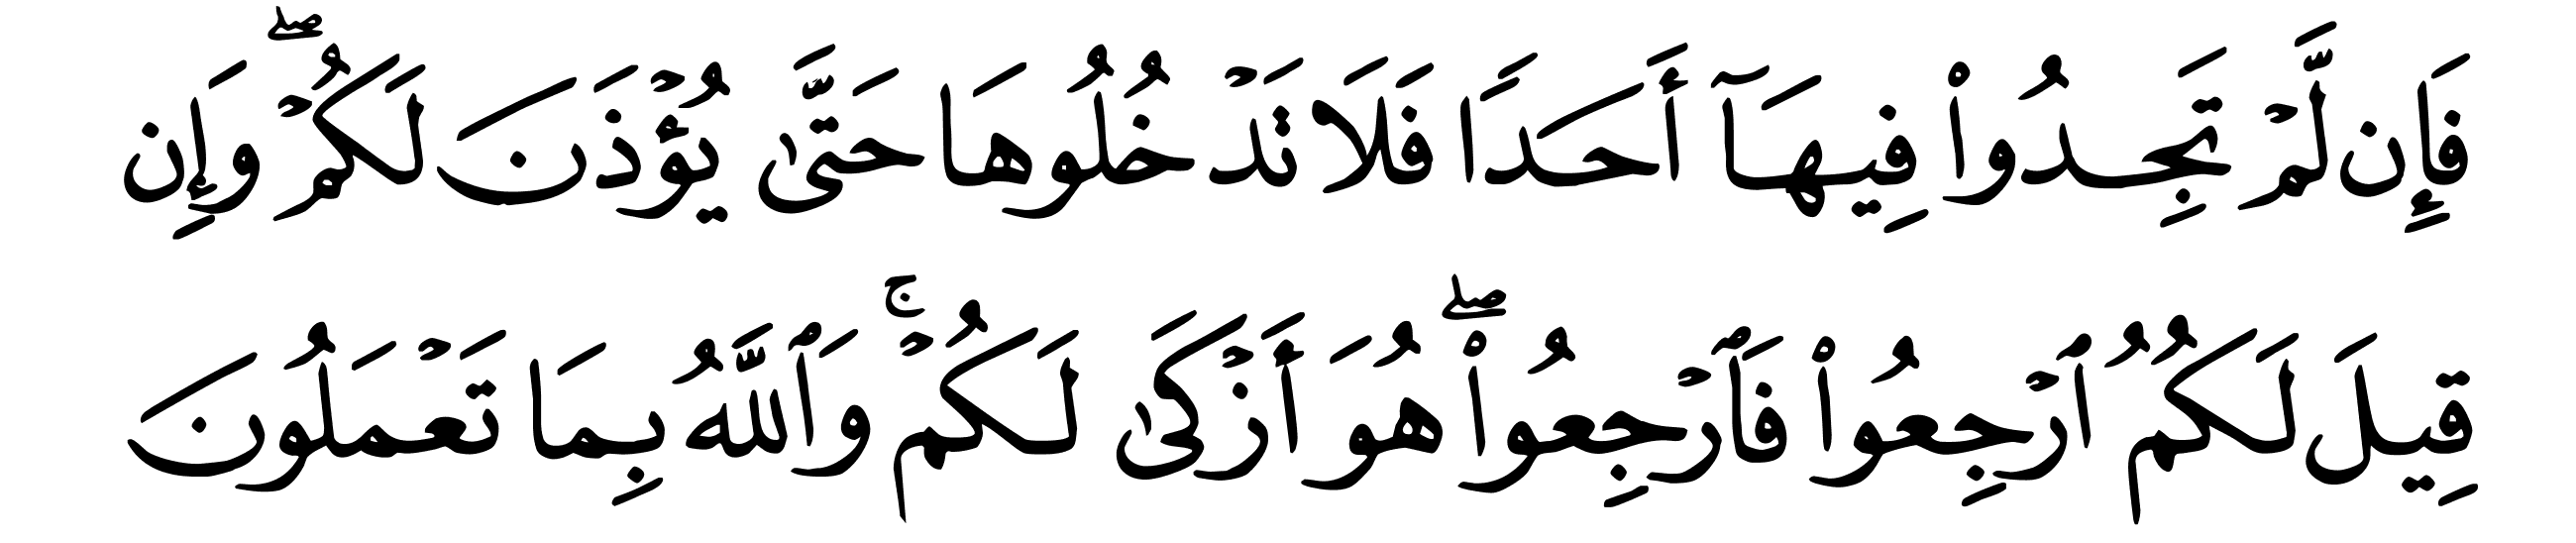 فَإِن لَّمْ تَجِدُوا۟ فِيهَآ أَحَدًا فَلَا تَدْخُلُوهَا حَتَّىٰ يُؤْذَنَ لَكُمْ ۖ وَإِن
قِيلَ لَكُمُ ٱرْجِعُوا۟ فَٱرْجِعُوا۟ ۖ هُوَ أَزْكَىٰ لَكُمْ ۚ وَٱللَّهُ بِمَا تَعْمَلُونَ